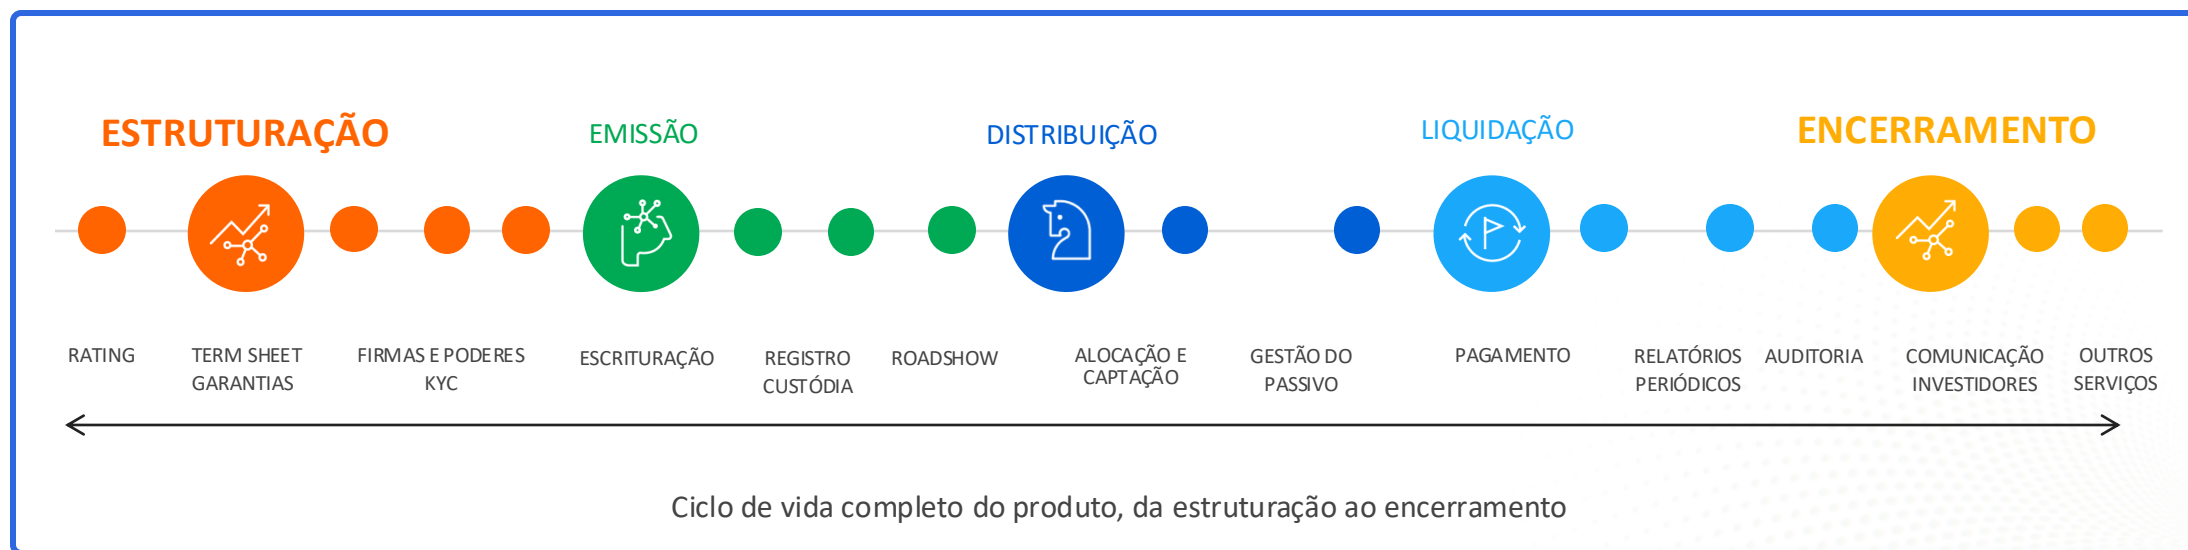 ESTRUTURAÇÃO
EMISSÃO
DISTRIBUIÇÃO
LIQUIDAÇÃO
ENCERRAMENTO
RATING
TERM SHEET
GARANTIAS
FIRMAS E PODERES
KYC
ESCRITURAÇÃO
REGISTRO
CUSTÓDIA
ROADSHOW
ALOCAÇÃO E
CAPTAÇÃO
GESTÃO DO
PASSIVO
PAGAMENTO
RELATÓRIOS
PERIÓDICOS
AUDITORIA
COMUNICAÇÃO
INVESTIDORES
OUTROS
SERVIÇOS
Ciclo de vida completo do produto, da estruturação ao encerramento